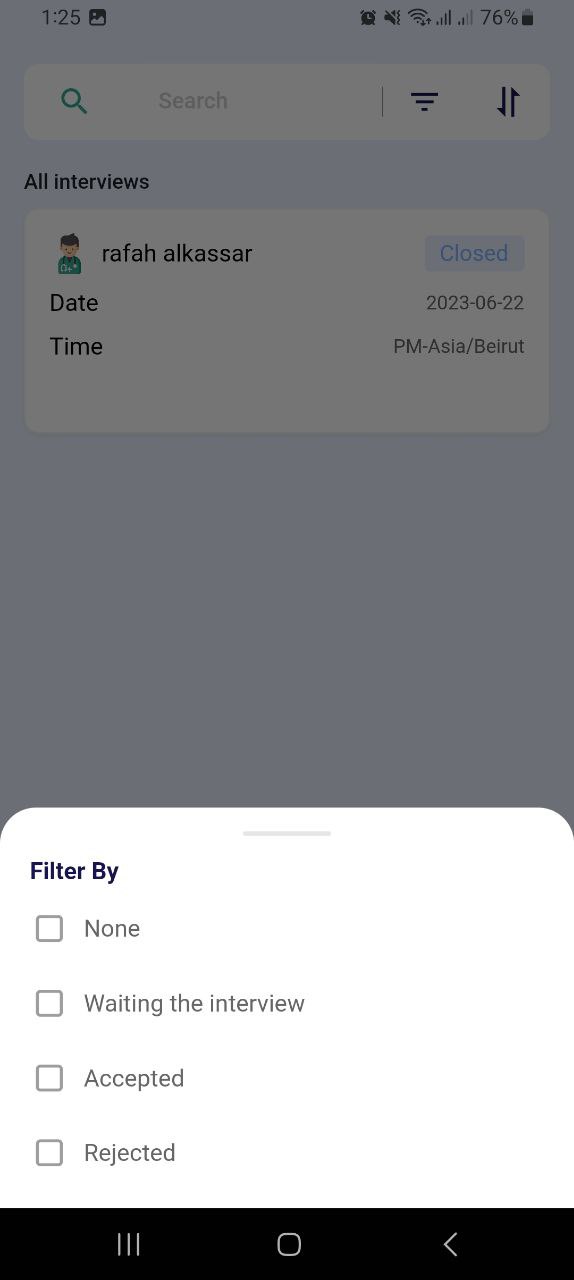 1:25 76%
Search
All interviews
rafah alkassar Closed
Date 2023-06-22
Time PM-Asia/Beirut
Filter By
None
Waiting the interview
Accepted
Rejected